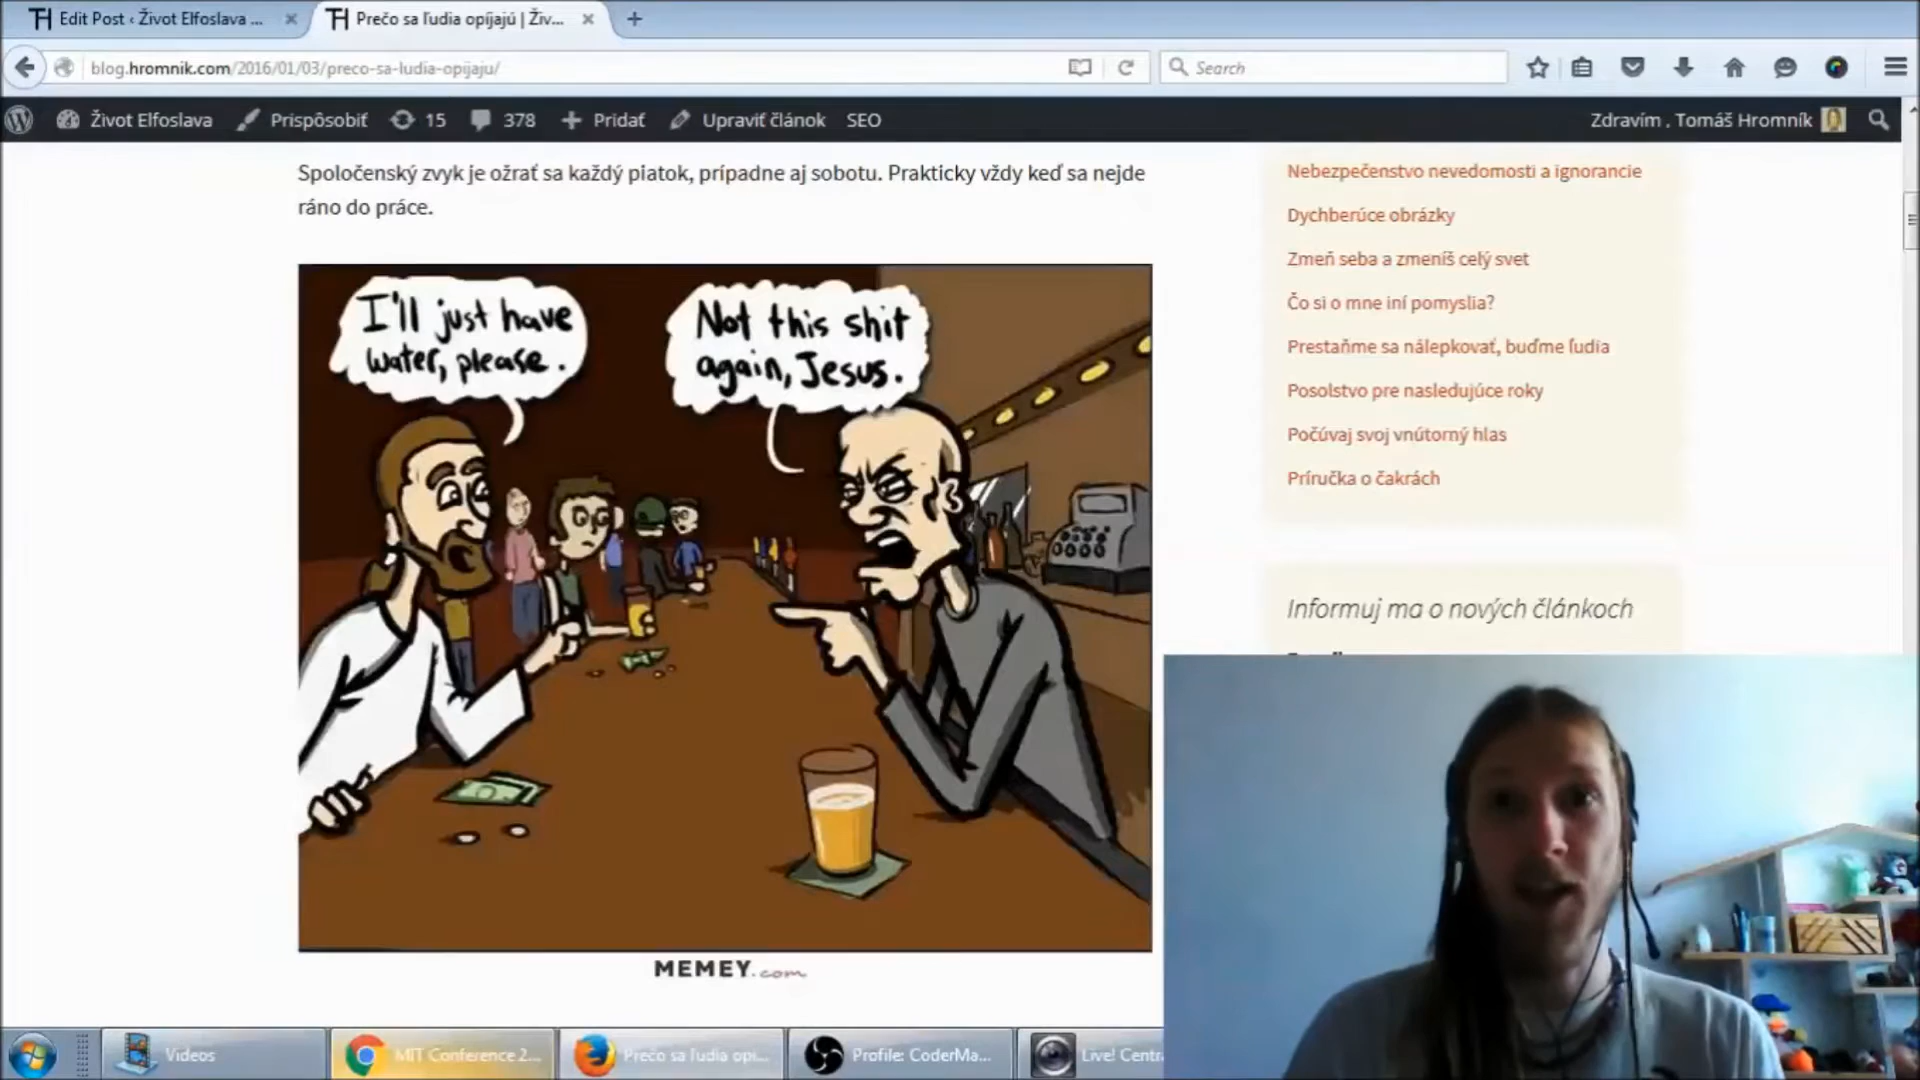 Edit Post ‹ Život Elfoslava ...
Prečo sa ľudia opíjajú | Živ...
blog.hromnik.com/2016/01/03/preco-sa-ludia-opijaju/
Search
Život Elfoslava
Prispôsobiť
15
378
Pridať
Upraviť článok
SEO
Zdravím , Tomáš Hromník
Spoločenský zvyk je ožrať sa každý piatok, prípadne aj sobotu. Prakticky vždy keď sa nejde
ráno do práce.
I'll just have
water, please.
Not this shit
again, Jesus.
MEMEY.com
Nebezpečenstvo nevedomosti a ignorancie
Dychberúce obrázky
Zmeň seba a zmeníš celý svet
Čo si o mne iní pomyslia?
Prestaňme sa nálepkovať, buďme ľudia
Posolstvo pre nasledujúce roky
Počúvaj svoj vnútorný hlas
Príručka o čakrách
Informuj ma o nových článkoch
Videos
MIT Conference 2...
Prečo sa ľudia opi...
Profile: CoderMa...
Live! Centr